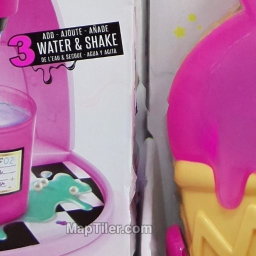 3
ADD - AJOUTE - AÑADE
WATER & SHAKE
DE L'EAU & SECOUE - AGUA Y AGITA
MapTiler.com